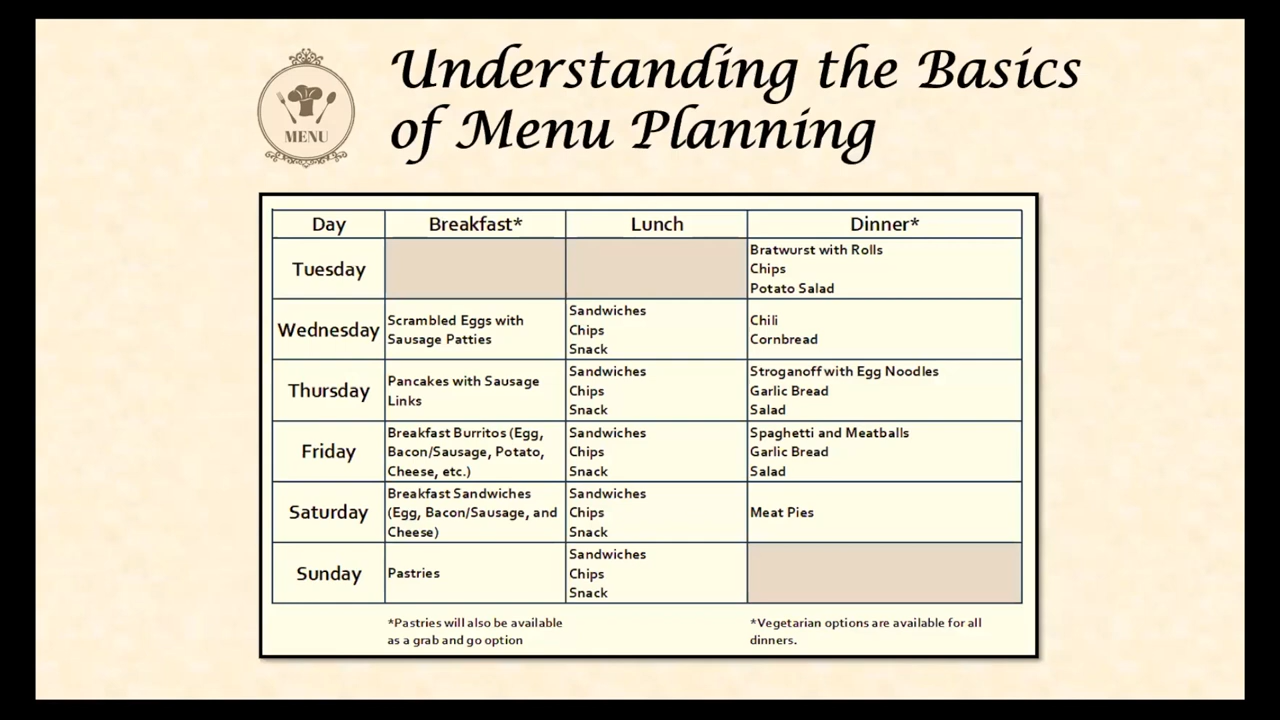 Understanding the Basics
of Menu Planning
MENU
Day Breakfast* Lunch Dinner*
Tuesday
Bratwurst with Rolls
Chips
Potato Salad
Wednesday
Scrambled Eggs with
Sausage Patties
Sandwiches
Chips
Snack
Chili
Cornbread
Thursday
Pancakes with Sausage
Links
Sandwiches
Chips
Snack
Stroganoff with Egg Noodles
Garlic Bread
Salad
Friday
Breakfast Burritos (Egg,
Bacon/Sausage, Potato,
Cheese, etc.)
Sandwiches
Chips
Snack
Spaghetti and Meatballs
Garlic Bread
Salad
Saturday
Breakfast Sandwiches
(Egg, Bacon/Sausage, and
Cheese)
Sandwiches
Chips
Snack
Meat Pies
Sunday
Pastries
Sandwiches
Chips
Snack
*Pastries will also be available
as a grab and go option
*Vegetarian options are available for all
dinners.